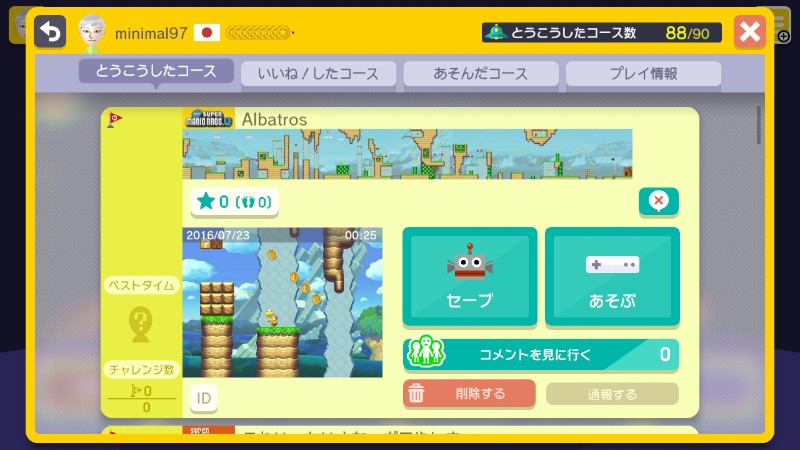 minimal97
とうこうしたコース数 88/90
とうこうしたコース
いいね！したコース
あそんだコース
プレイ情報
SUPER MARIO BROS. U
Albatros
0 ( 0)
2016/07/23 00:25
ベストタイム
?
チャレンジ数
0
0
セーブ
あそぶ
コメントを見に行く 0
ID
削除する
通報する